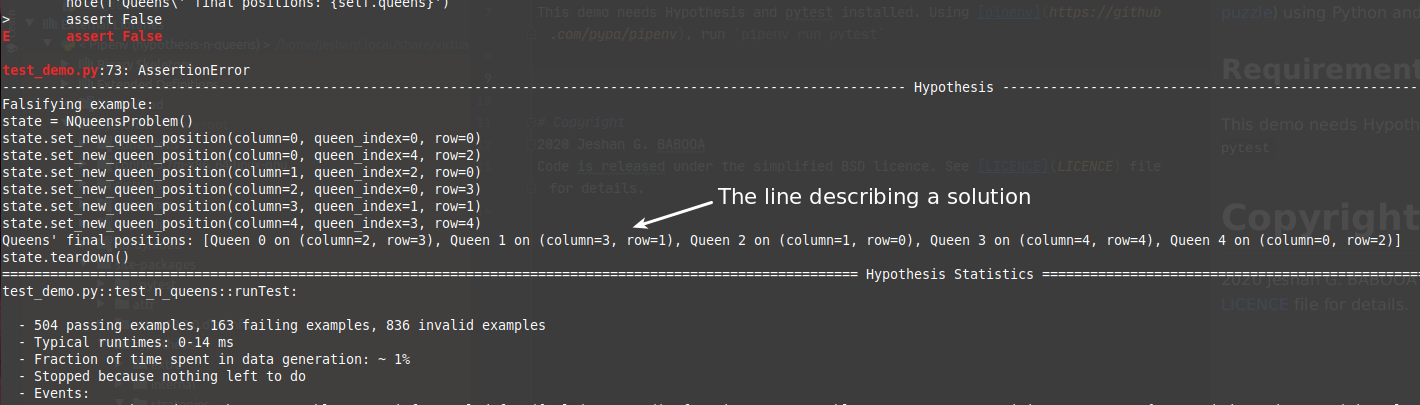 note(f'Queens\' final positions: {self.queens}')
> assert False
E assert False
test_demo.py:73: AssertionError
---------------------------------------------------------------- Hypothesis ----------------------------------------------------------------
Falsifying example:
state = NQueensProblem()
state.set_new_queen_position(column=0, queen_index=0, row=0)
state.set_new_queen_position(column=0, queen_index=4, row=2)
state.set_new_queen_position(column=1, queen_index=2, row=0)
state.set_new_queen_position(column=2, queen_index=0, row=3)
state.set_new_queen_position(column=3, queen_index=1, row=1)
state.set_new_queen_position(column=4, queen_index=3, row=4)
The line describing a solution
Queens' final positions: [Queen 0 on (column=2, row=3), Queen 1 on (column=3, row=1), Queen 2 on (column=1, row=0), Queen 3 on (column=4, row=4), Queen 4 on (column=0, row=2)]
state.teardown()
================================================================ Hypothesis Statistics ================================================================
test_demo.py::test_n_queens::runTest:
- 504 passing examples, 163 failing examples, 836 invalid examples
- Typical runtimes: 0-14 ms
- Fraction of time spent in data generation: ~ 1%
- Stopped because nothing left to do
- Events:
This demo needs Hypothesis and pytest installed. Using [pipenv](https://github
.com/pypa/pipenv), run `pipenv run pytest`
# Copyright
2020 Jeshan G. BABOOA
Code is released under the simplified BSD licence. See [LICENCE](LICENCE) file
for details.
puzzle) using Python and
Requirement
This demo needs Hypoth
pytest
Copyright
2020 Jeshan G. BABOOA
LICENCE file for details.